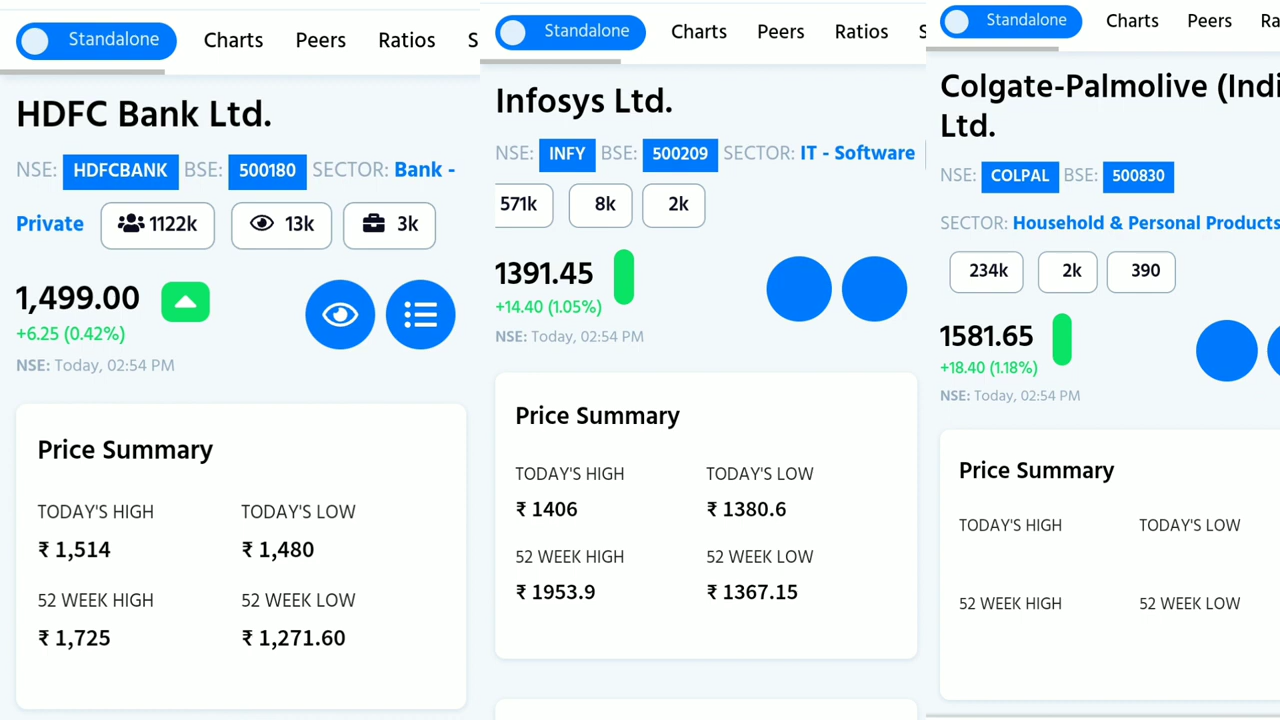 Standalone Charts Peers Ratios S
HDFC Bank Ltd.
NSE: HDFCBANK BSE: 500180 SECTOR: Bank -
Private 1122k 13k 3k
1,499.00
+6.25 (0.42%)
NSE: Today, 02:54 PM
Price Summary
TODAY'S HIGH TODAY'S LOW
₹ 1,514 ₹ 1,480
52 WEEK HIGH 52 WEEK LOW
₹ 1,725 ₹ 1,271.60
Standalone Charts Peers Ratios S
Infosys Ltd.
NSE: INFY BSE: 500209 SECTOR: IT - Software
571k 8k 2k
1391.45
+14.40 (1.05%)
NSE: Today, 02:54 PM
Price Summary
TODAY'S HIGH TODAY'S LOW
₹ 1406 ₹ 1380.6
52 WEEK HIGH 52 WEEK LOW
₹ 1953.9 ₹ 1367.15
Standalone Charts Peers Ra
Colgate-Palmolive (Indi
Ltd.
NSE: COLPAL BSE: 500830
SECTOR: Household & Personal Products
234k 2k 390
1581.65
+18.40 (1.18%)
NSE: Today, 02:54 PM
Price Summary
TODAY'S HIGH TODAY'S LOW
52 WEEK HIGH 52 WEEK LOW